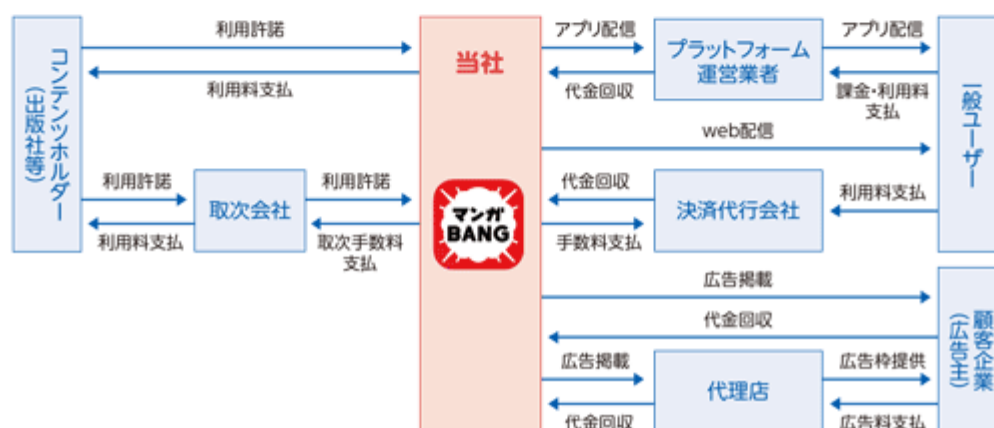 コンテンツホルダー
（出版社等）
利用許諾
利用料支払
利用許諾
利用料支払
取次会社
利用許諾
取次手数料
支払
当社
マンガ
BANG
アプリ配信
代金回収
プラットフォーム
運営業者
アプリ配信
課金・利用料
支払
web配信
代金回収
手数料支払
決済代行会社
利用料支払
一般ユーザー
広告掲載
代金回収
広告掲載
代金回収
代理店
広告枠提供
広告料支払
顧客企業
（広告主）